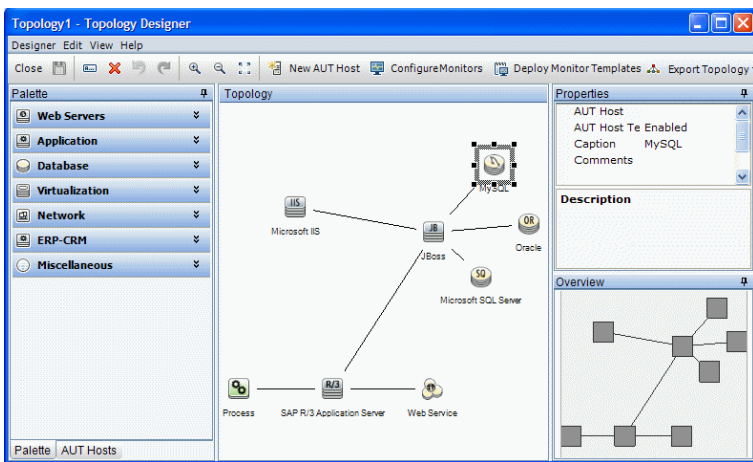 Topology1 - Topology Designer
Designer Edit View Help
Close New AUT Host Configure Monitors Deploy Monitor Templates Export Topology
Palette
Web Servers
Application
Database
Virtualization
Network
ERP-CRM
Miscellaneous
Palette AUT Hosts
Topology
MySQL
IIS
Microsoft IIS
JB
JBoss
OR
Oracle
SQ
Microsoft SQL Server
Process
R/3
SAP R/3 Application Server
Web Service
Properties
AUT Host
AUT Host Te Enabled
Caption MySQL
Comments
Description
Overview